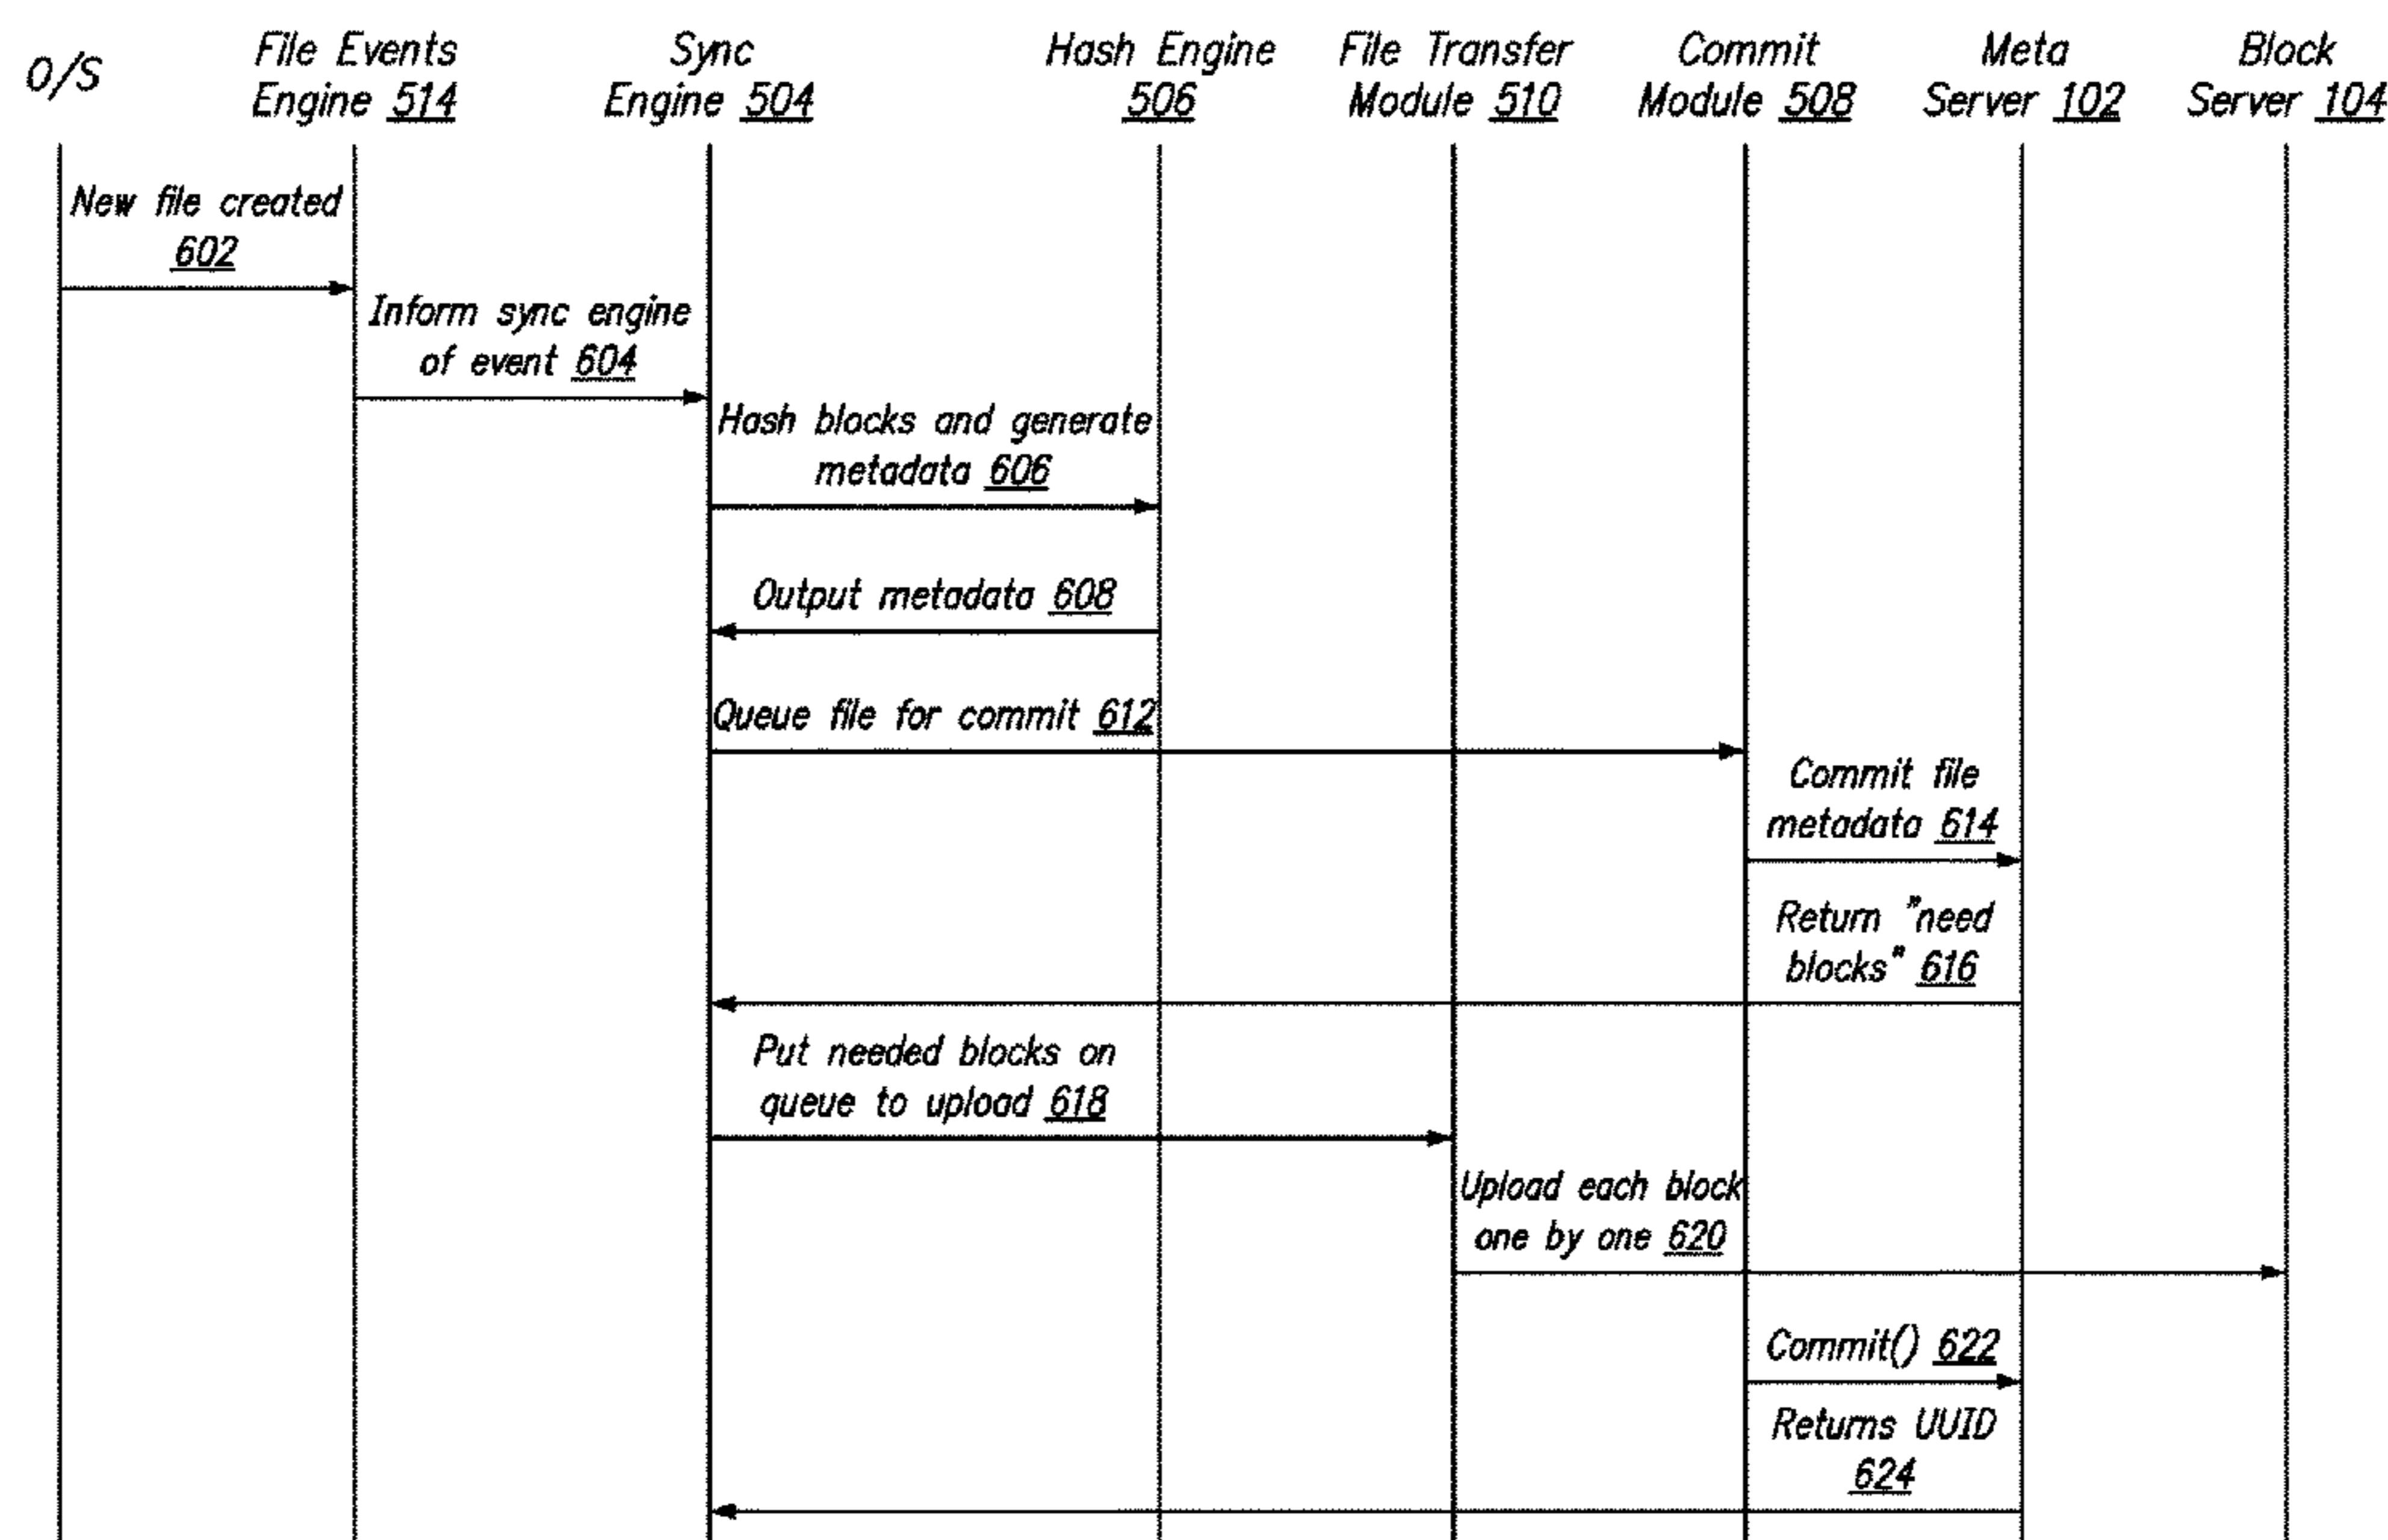 O/S
File Events
Engine 514
Sync
Engine 504
Hash Engine
506
File Transfer
Module 510
Commit
Module 508
Meta
Server 102
Block
Server 104
New file created
602
Inform sync engine
of event 604
Hash blocks and generate
metadata 606
Output metadata 608
Queue file for commit 612
Commit file
metadata 614
Return "need
blocks" 616
Put needed blocks on
queue to upload 618
Upload each block
one by one 620
Commit() 622
Returns UUID
624